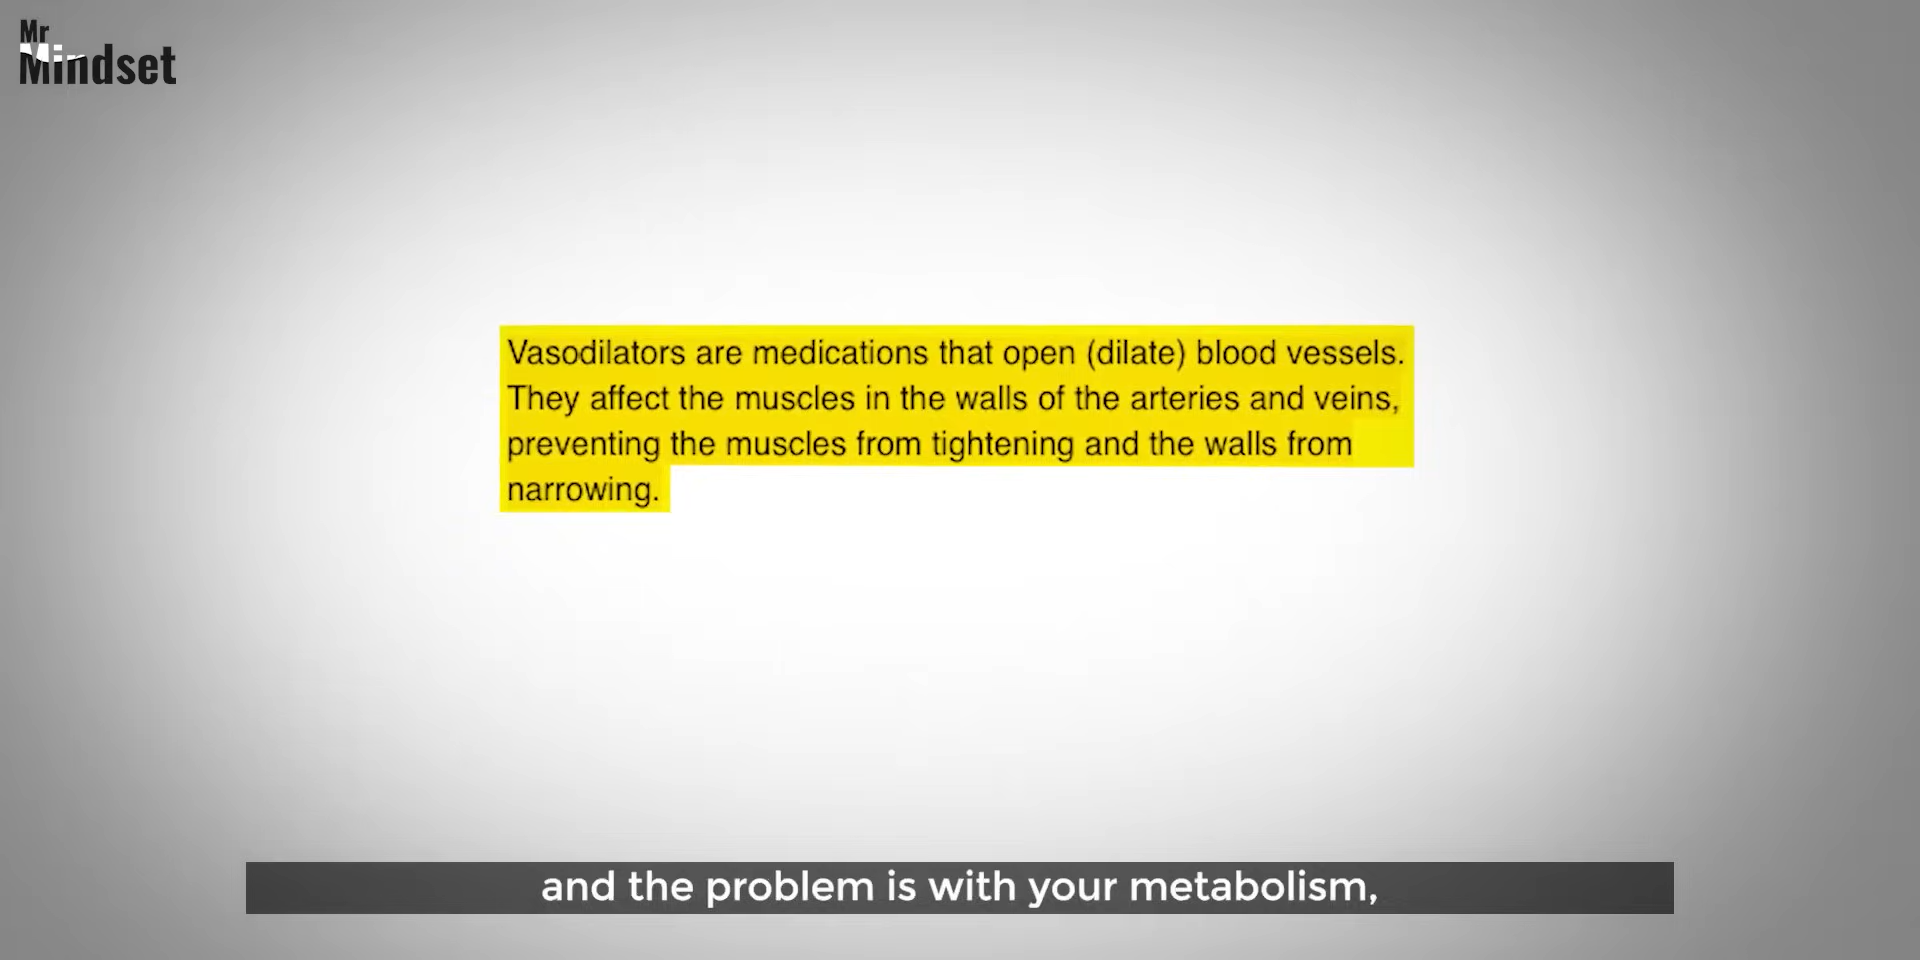 Mr
Mindset
Vasodilators are medications that open (dilate) blood vessels.
They affect the muscles in the walls of the arteries and veins,
preventing the muscles from tightening and the walls from
narrowing.
and the problem is with your metabolism,